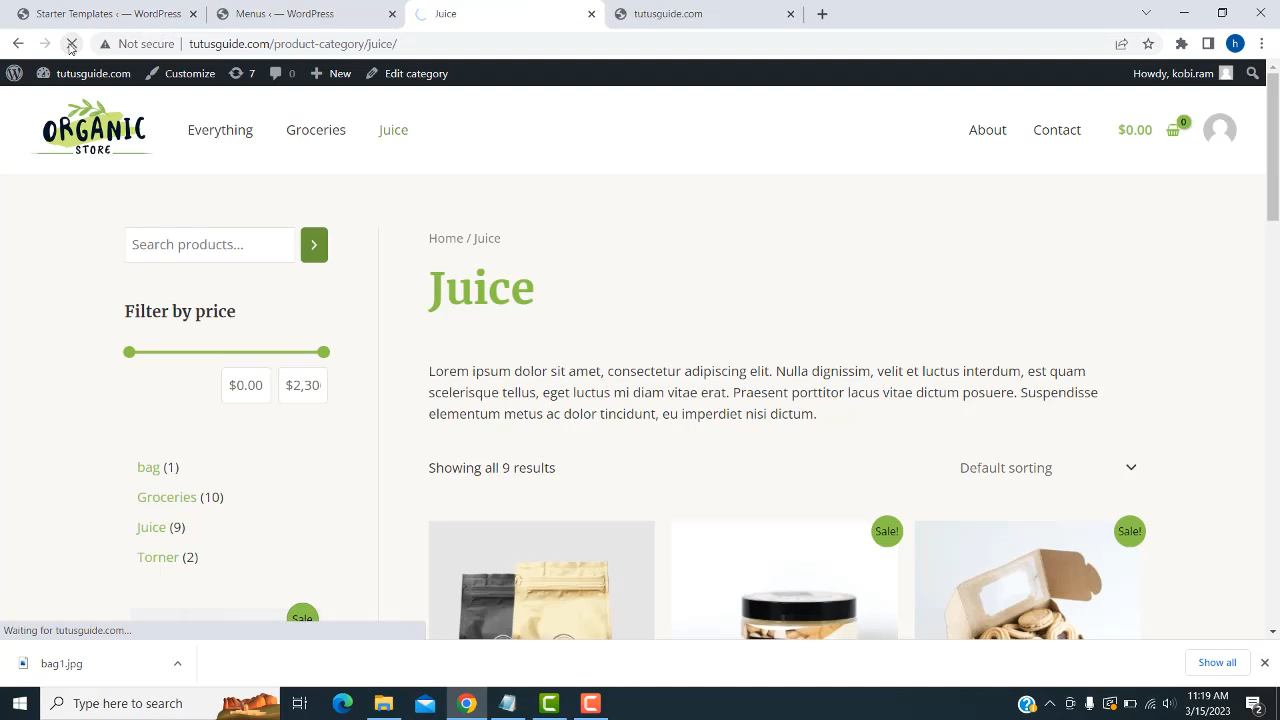 Starter Templates ‹ — WordPress
Menus ‹ — WordPress
Juice
tutusguide.com
Not secure
tutusguide.com/product-category/juice/
h
tutusguide.com
Customize
7
0
New
Edit category
Howdy, kobi.ram
ORGANIC
STORE
Everything
Groceries
Juice
About
Contact
$0.00
0
Search products...
Filter by price
$0.00
$2,30
bag (1)
Groceries (10)
Juice (9)
Torner (2)
Sale
Home / Juice
Juice
Lorem ipsum dolor sit amet, consectetur adipiscing elit. Nulla dignissim, velit et luctus interdum, est quam
scelerisque tellus, eget luctus mi diam vitae erat. Praesent porttitor lacus vitae dictum posuere. Suspendisse
elementum metus ac dolor tincidunt, eu imperdiet nisi dictum.
Showing all 9 results
Default sorting
Sale!
Sale!
Waiting for tutusguide.com...
bag1.jpg
Show all
Type here to search
11:19 AM
3/15/2023
2